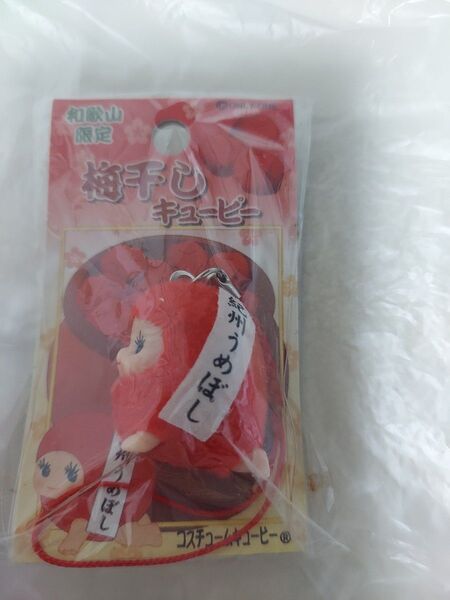 和歌山
限定
梅干し
キューピー
紀州うめぼし
州うめぼし
コスチュームキューピー®